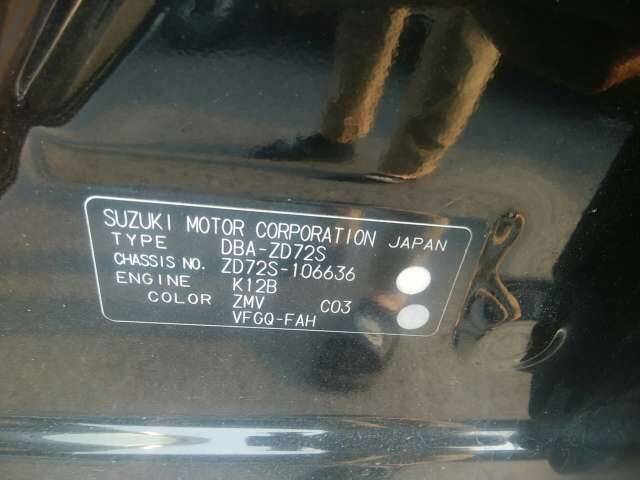 SUZUKI MOTOR CORPORATION JAPAN
TYPE DBA-ZD72S
CHASSIS NO. ZD72S-106636
ENGINE K12B
COLOR ZMV C03
VFGQ-FAH